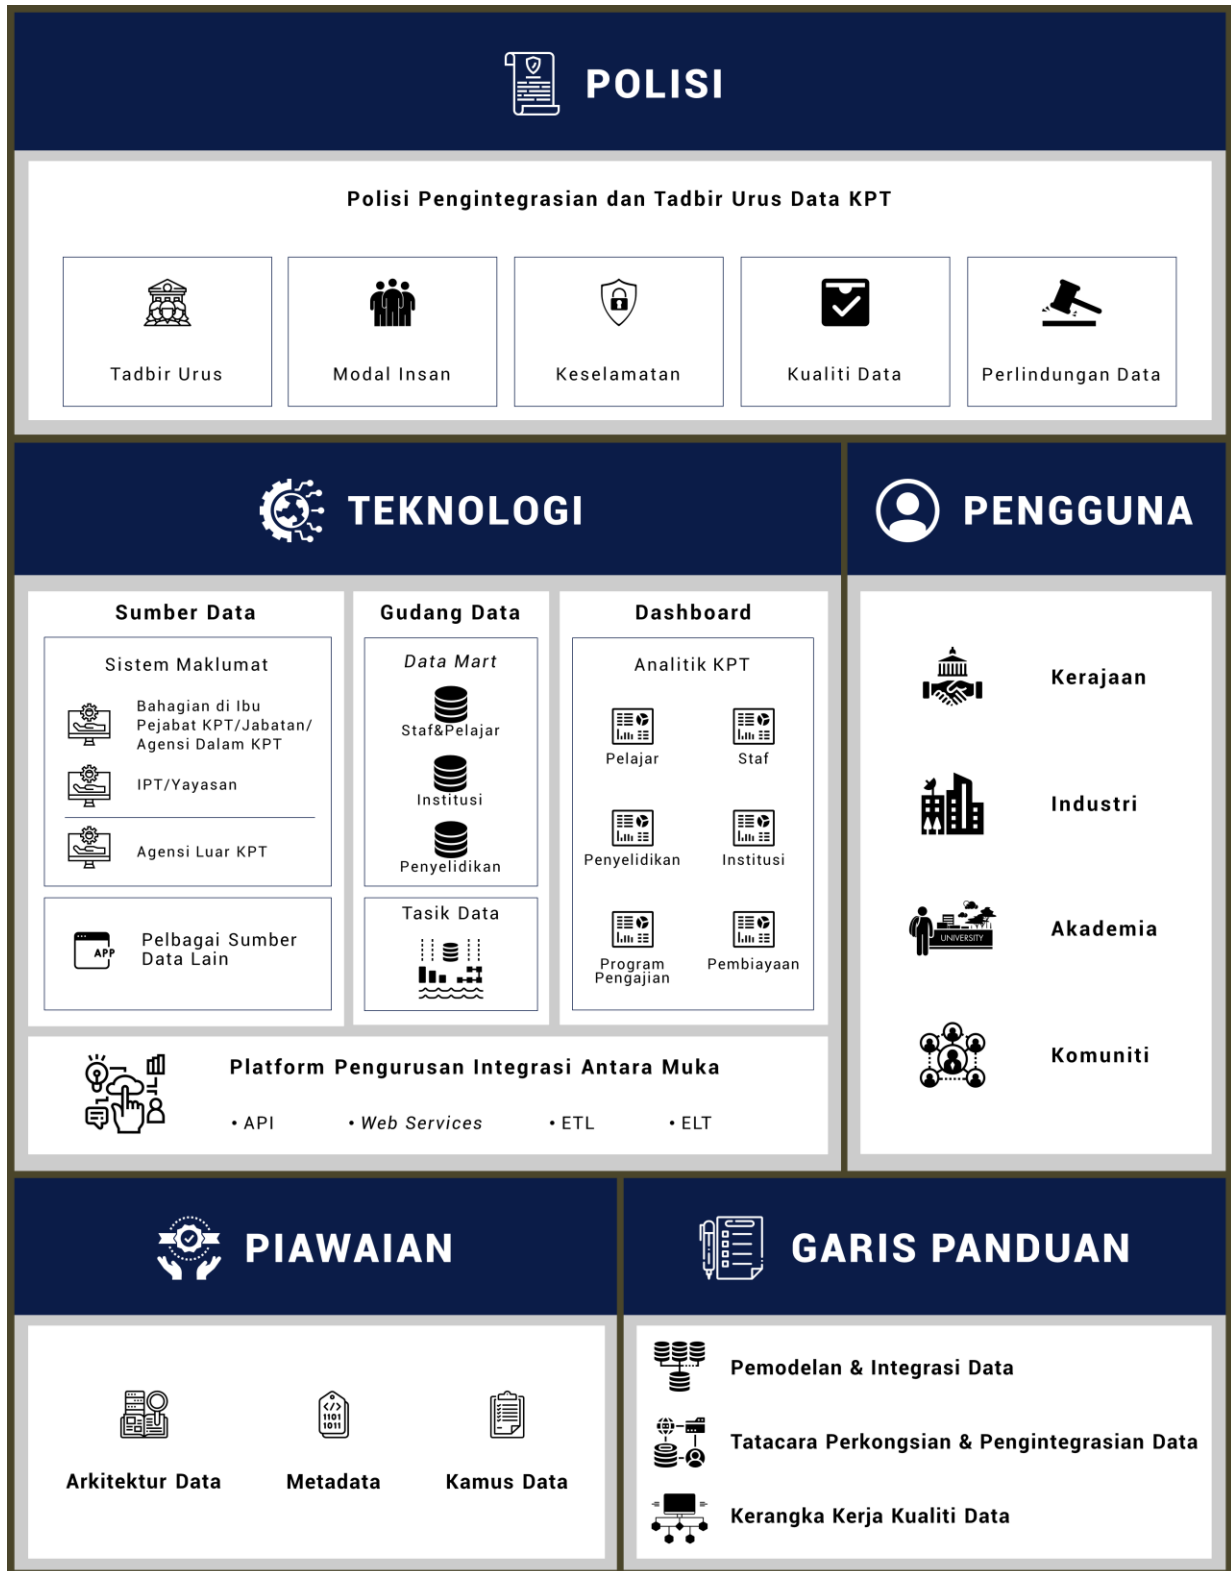 POLISI
Polisi Pengintegrasian dan Tadbir Urus Data KPT
Tadbir Urus
Modal Insan
Keselamatan
Kualiti Data
Perlindungan Data
TEKNOLOGI
Sumber Data
Sistem Maklumat
Bahagian di Ibu
Pejabat KPT/Jabatan/
Agensi Dalam KPT
IPT/Yayasan
Agensi Luar KPT
APP
Pelbagai Sumber
Data Lain
Gudang Data
Data Mart
Staf&Pelajar
Institusi
Penyelidikan
Tasik Data
Dashboard
Analitik KPT
Pelajar
Staf
Penyelidikan
Institusi
Program
Pengajian
Pembiayaan
Platform Pengurusan Integrasi Antara Muka
• API
• Web Services
• ETL
• ELT
PENGGUNA
Kerajaan
Industri
UNIVERSITY
Akademia
Komuniti
PIAWAIAN
Arkitektur Data
</>
1101
1011
Metadata
Kamus Data
GARIS PANDUAN
Pemodelan & Integrasi Data
Tatacara Perkongsian & Pengintegrasian Data
Kerangka Kerja Kualiti Data